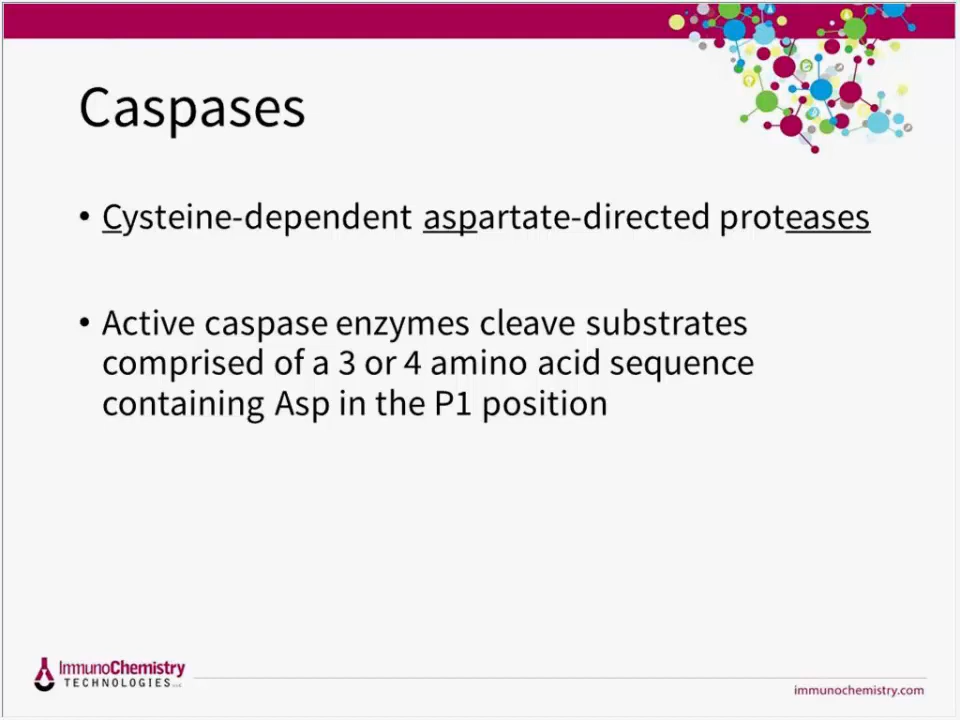 Caspases
• Cysteine-dependent aspartate-directed proteases
• Active caspase enzymes cleave substrates
comprised of a 3 or 4 amino acid sequence
containing Asp in the P1 position
ImmunoChemistry
TECHNOLOGIES
immunochemistry.com